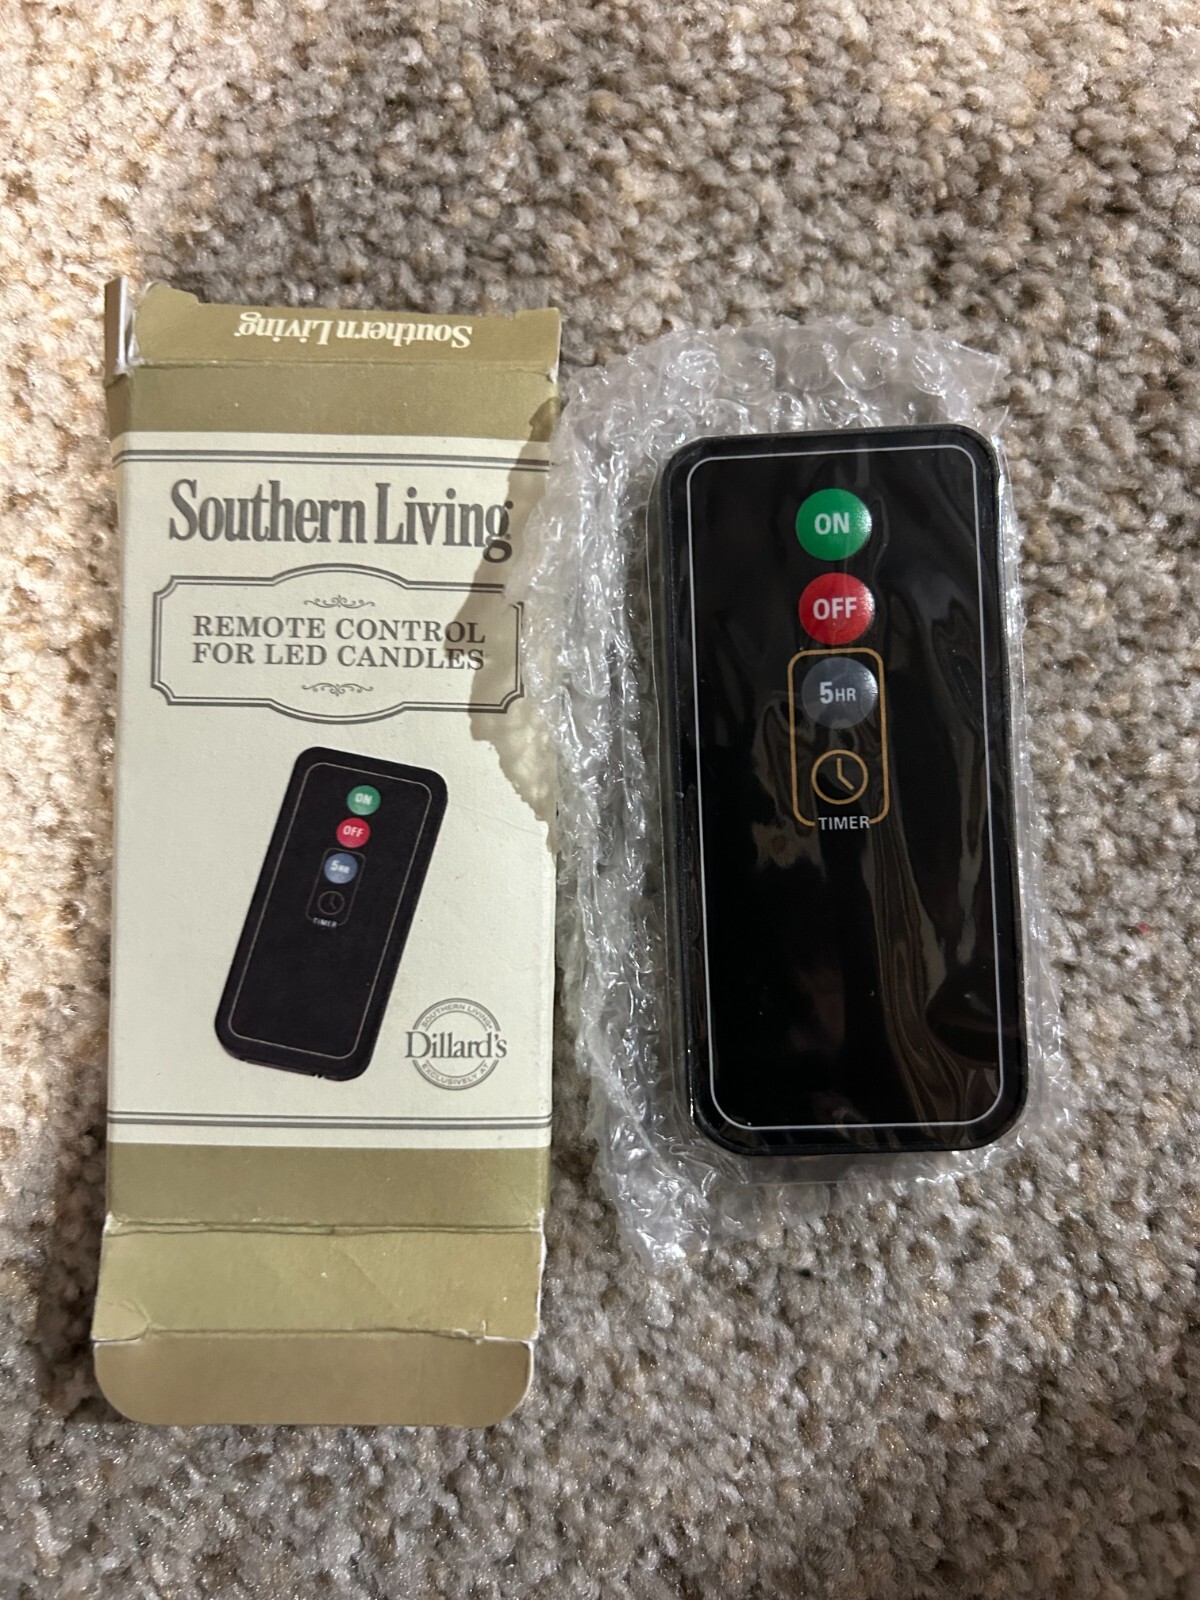 Southern Living
Southern Living
REMOTE CONTROL
FOR LED CANDLES
ON
OFF
5HR
TIMER
SOUTHERN LIVING
Dillard's
EXCLUSIVELY AT
ON
OFF
5HR
TIMER